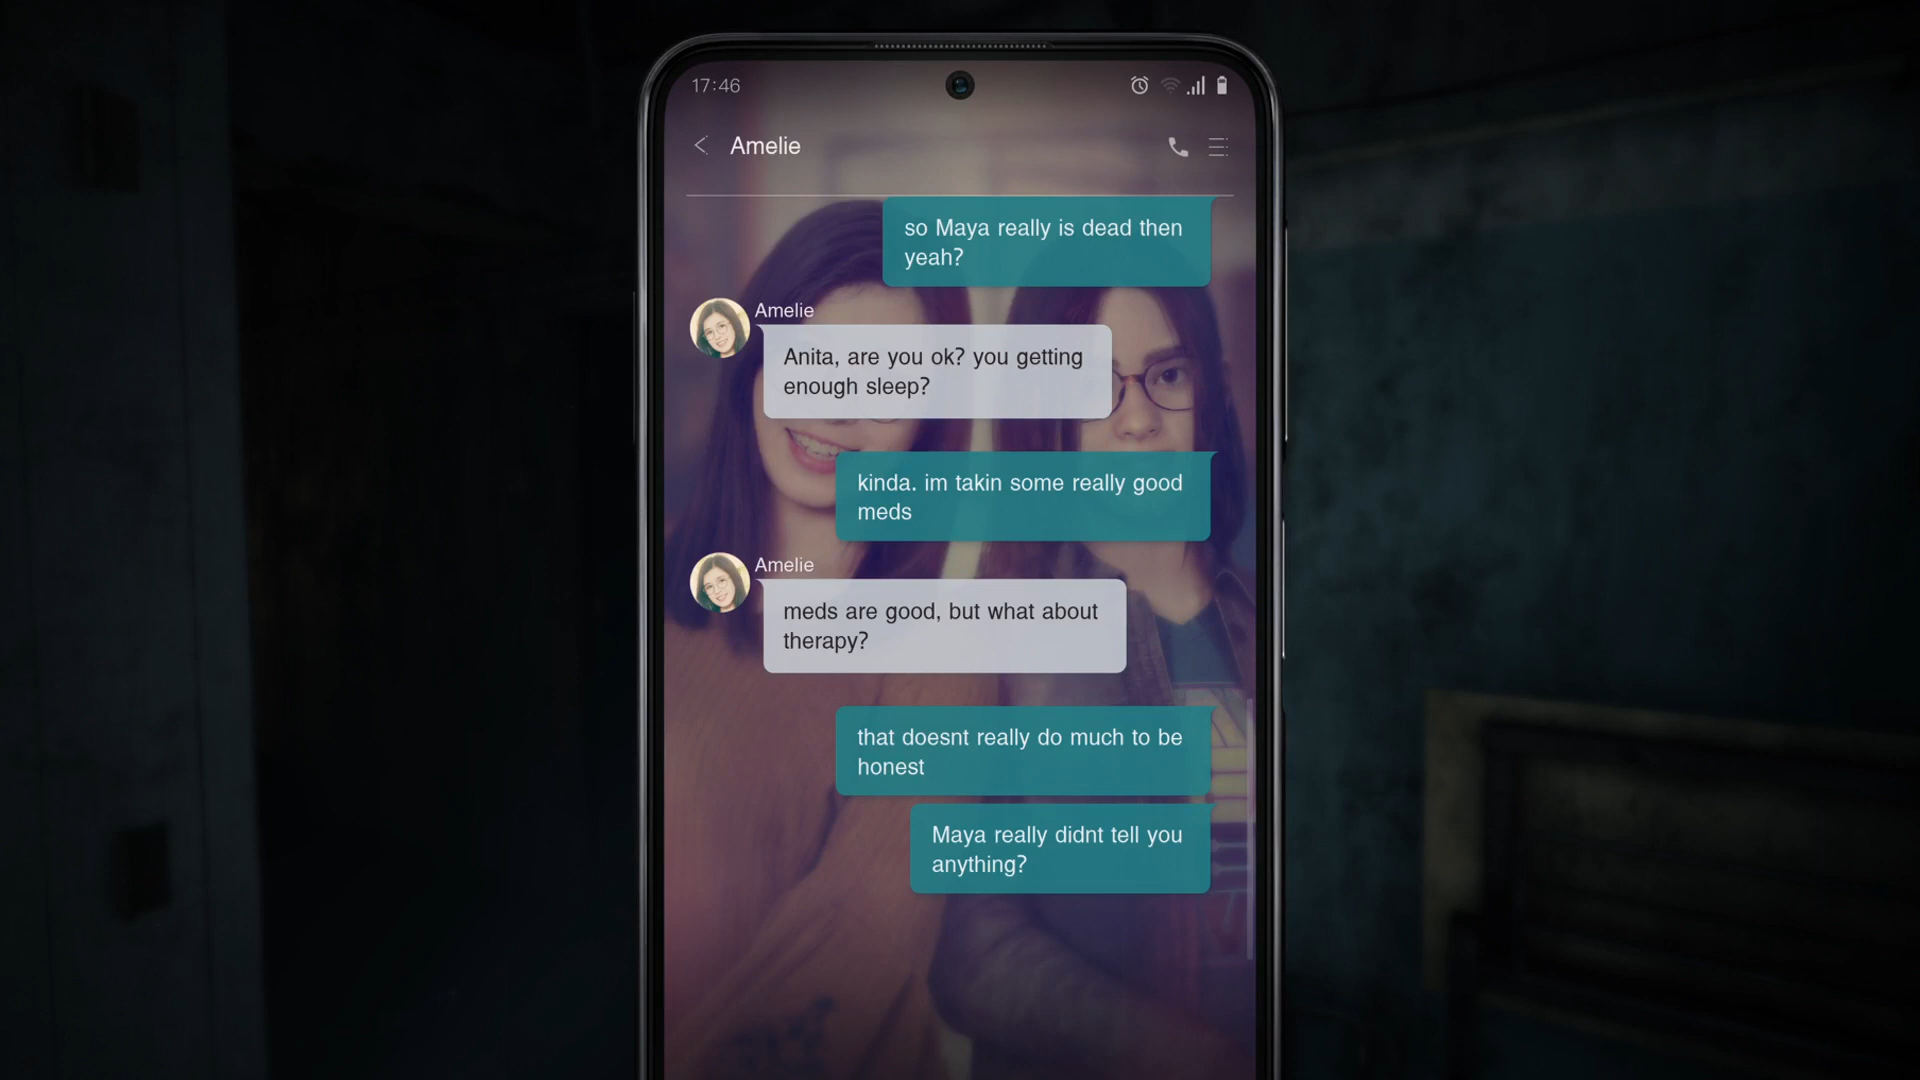 17:46
Amelie
so Maya really is dead then
yeah?
Amelie
Anita, are you ok? you getting
enough sleep?
kinda. im takin some really good
meds
Amelie
meds are good, but what about
therapy?
that doesnt really do much to be
honest
Maya really didnt tell you
anything?